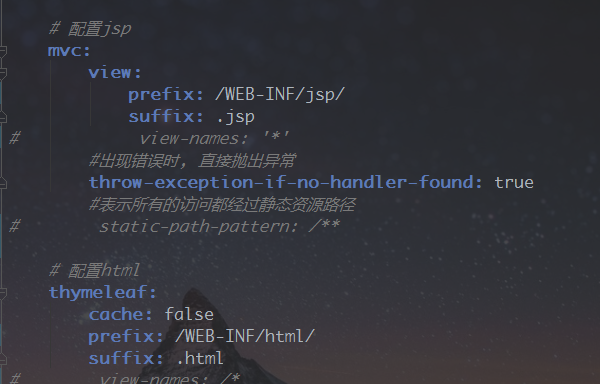 # 配置jsp
mvc:
view:
prefix: /WEB-INF/jsp/
suffix: .jsp
# view-names: '*'
#出现错误时, 直接抛出异常
throw-exception-if-no-handler-found: true
#表示所有的访问都经过静态资源路径
# static-path-pattern: /**
# 配置html
thymeleaf:
cache: false
prefix: /WEB-INF/html/
suffix: .html
# view-names: /*